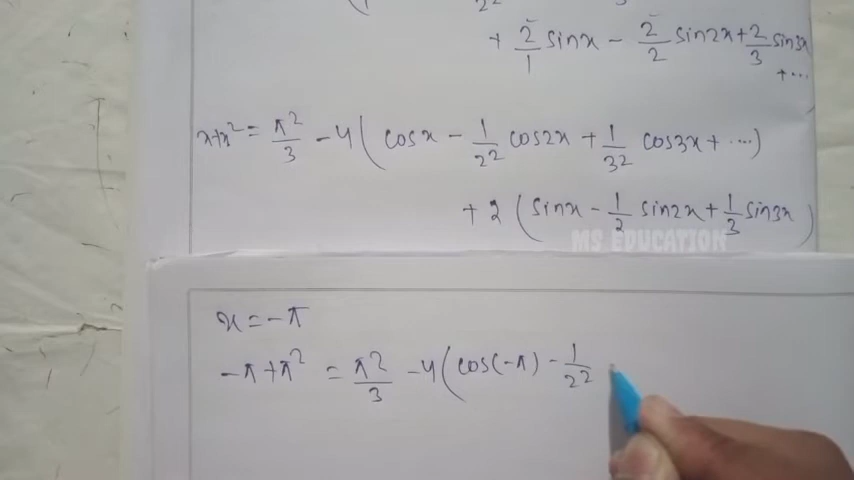 + 2/1 sinx - 2/2 sin2x + 2/3 sin3x
+ ...
x+x² = π²/3 - 4 ( cosx - 1/2² cos2x + 1/3² cos3x + .... )
+ 2 ( sinx - 1/2 sin2x + 1/3 sin3x )
MS EDUCATION
x = -π
-π + π² = π²/3 - 4 ( cos(-π) - 1/2²